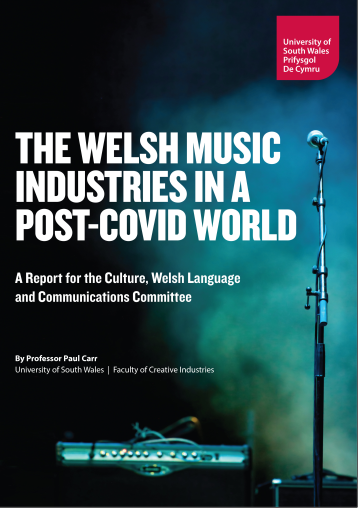 University of
South Wales
Prifysgol
De Cymru
THE WELSH MUSIC
INDUSTRIES IN A
POST-COVID WORLD
A Report for the Culture, Welsh Language
and Communications Committee
By Professor Paul Carr
University of South Wales | Faculty of Creative Industries